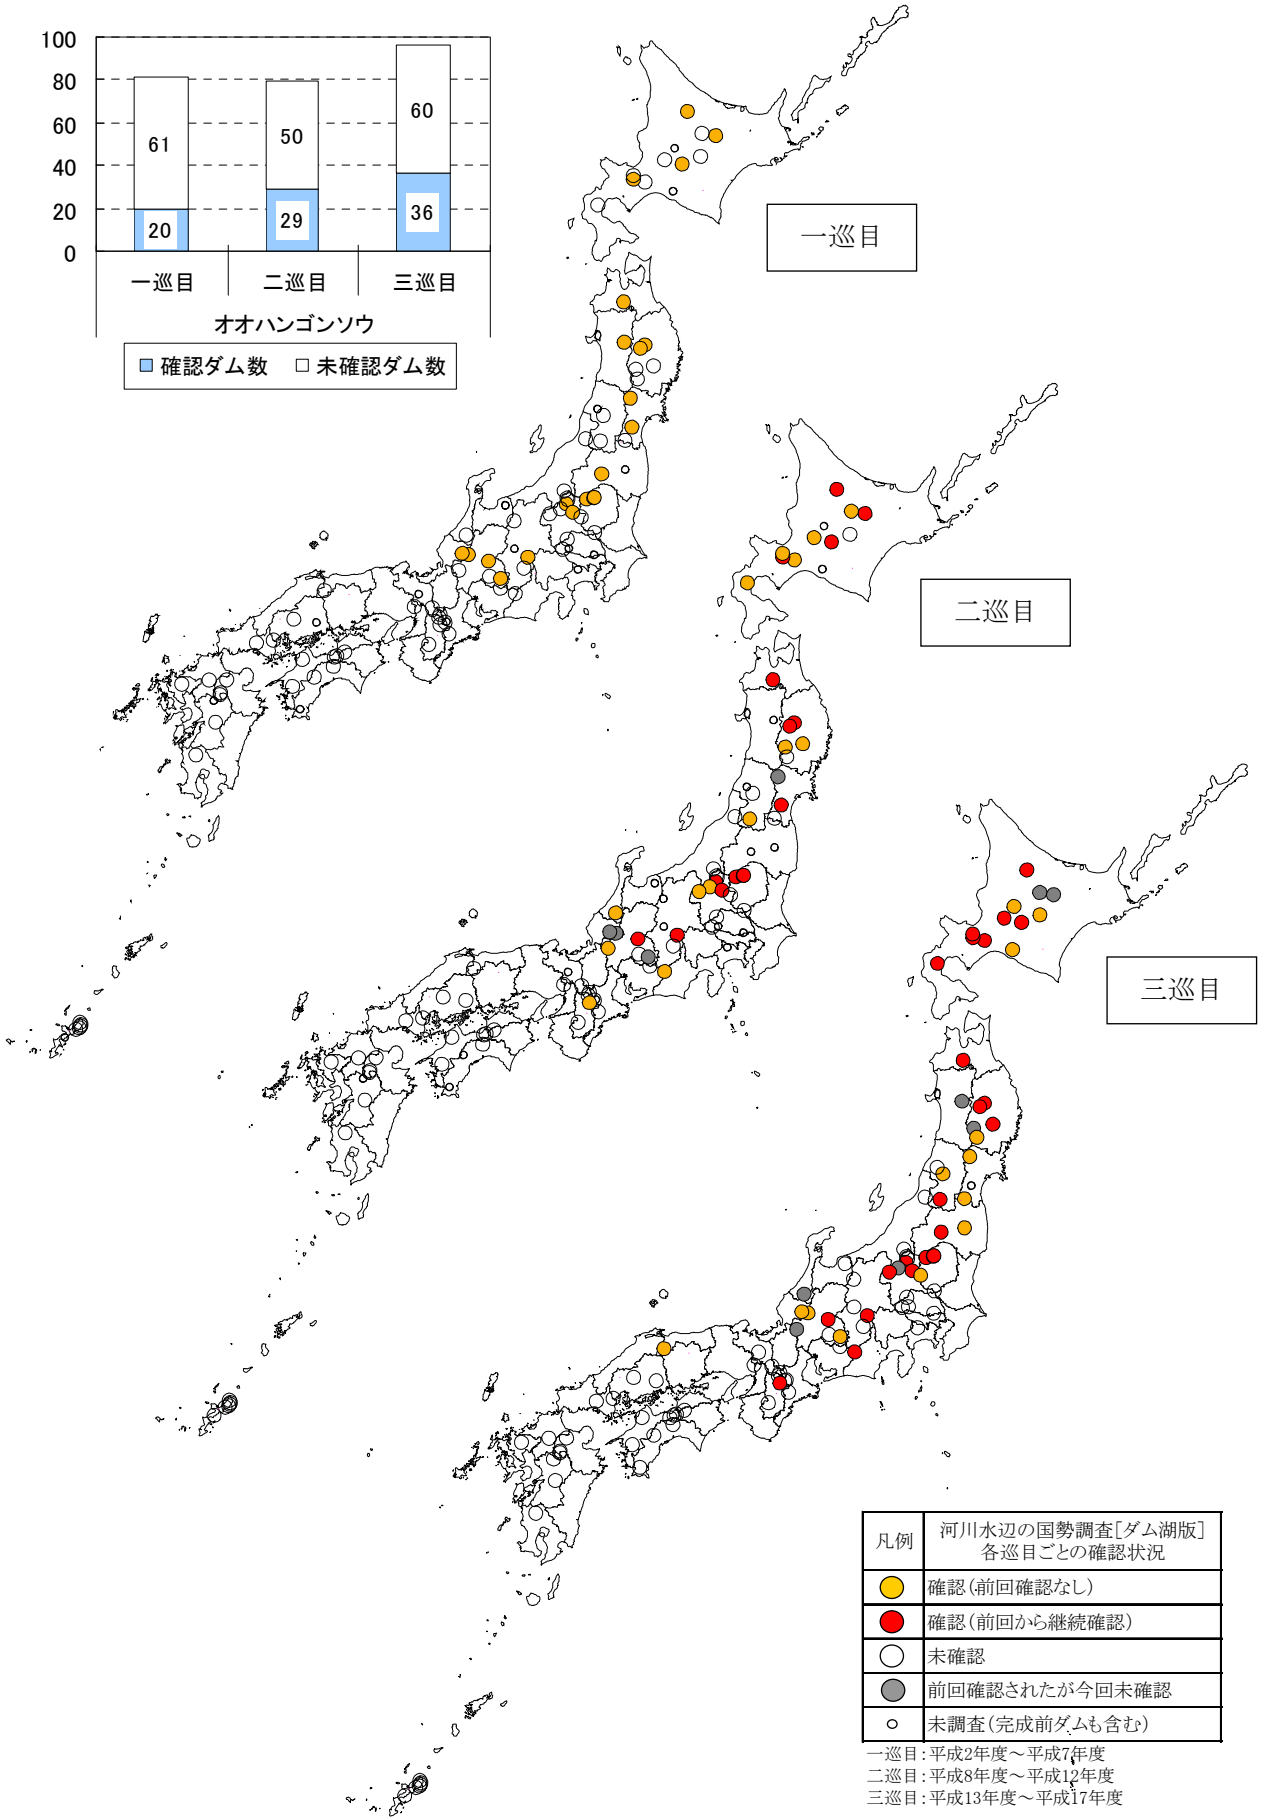 100
80
60
40
20
0
61
50
60
20
29
36
一巡目
二巡目
三巡目
オオハンゴンソウ
確認ダム数
未確認ダム数
一巡目
二巡目
三巡目
凡例
河川水辺の国勢調査[ダム湖版]
各巡目ごとの確認状況
確認(前回確認なし)
確認(前回から継続確認)
未確認
前回確認されたが今回未確認
未調査(完成前ダムも含む)
一巡目:平成2年度～平成7年度
二巡目:平成8年度～平成12年度
三巡目:平成13年度～平成17年度